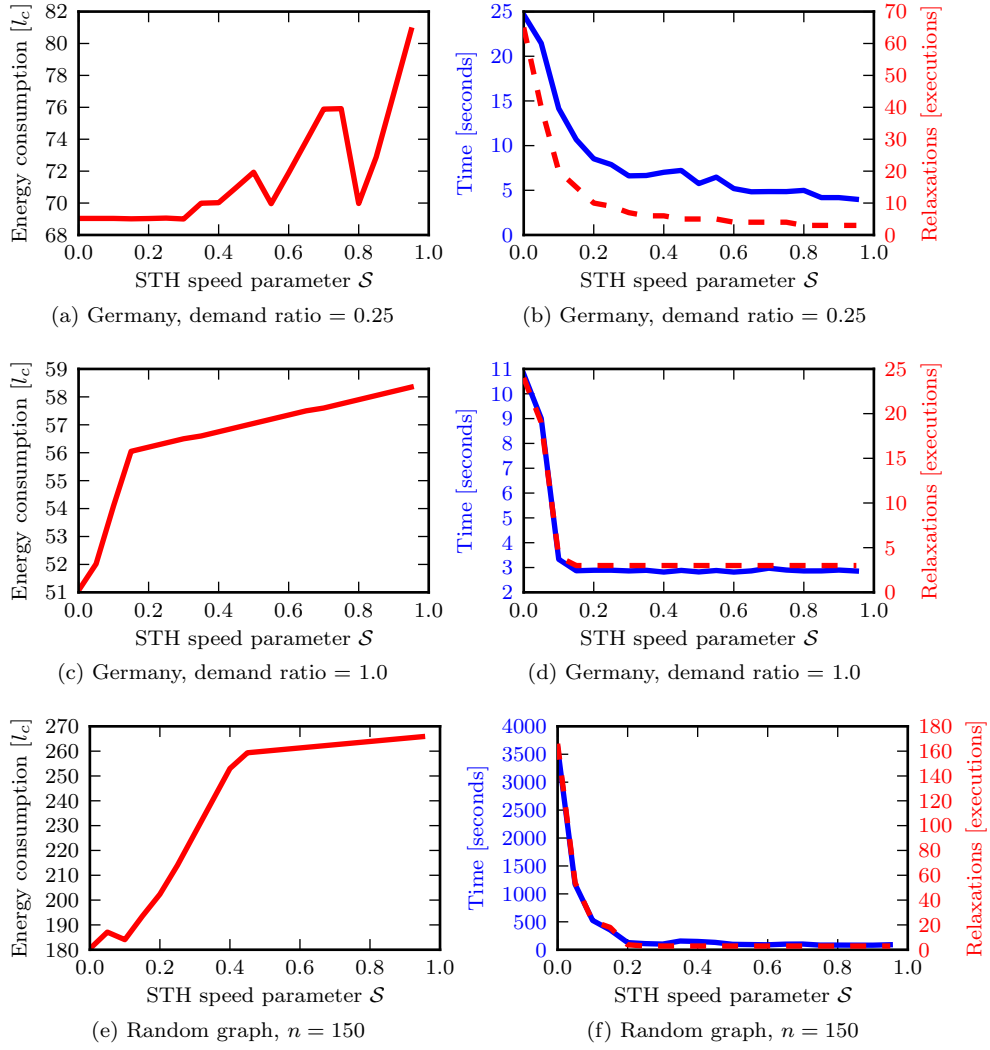 82
80
78
76
74
72
70
68
Energy consumption [l_c]
0.0 0.2 0.4 0.6 0.8 1.0
STH speed parameter 𝒮
(a) Germany, demand ratio = 0.25
25
20
15
10
5
0
Time [seconds]
70
60
50
40
30
20
10
0
Relaxations [executions]
0.0 0.2 0.4 0.6 0.8 1.0
STH speed parameter 𝒮
(b) Germany, demand ratio = 0.25
59
58
57
56
55
54
53
52
51
Energy consumption [l_c]
0.0 0.2 0.4 0.6 0.8 1.0
STH speed parameter 𝒮
(c) Germany, demand ratio = 1.0
11
10
9
8
7
6
5
4
3
2
Time [seconds]
25
20
15
10
5
0
Relaxations [executions]
0.0 0.2 0.4 0.6 0.8 1.0
STH speed parameter 𝒮
(d) Germany, demand ratio = 1.0
270
260
250
240
230
220
210
200
190
180
Energy consumption [l_c]
0.0 0.2 0.4 0.6 0.8 1.0
STH speed parameter 𝒮
(e) Random graph, n = 150
4000
3500
3000
2500
2000
1500
1000
500
0
Time [seconds]
180
160
140
120
100
80
60
40
20
0
Relaxations [executions]
0.0 0.2 0.4 0.6 0.8 1.0
STH speed parameter 𝒮
(f) Random graph, n = 150